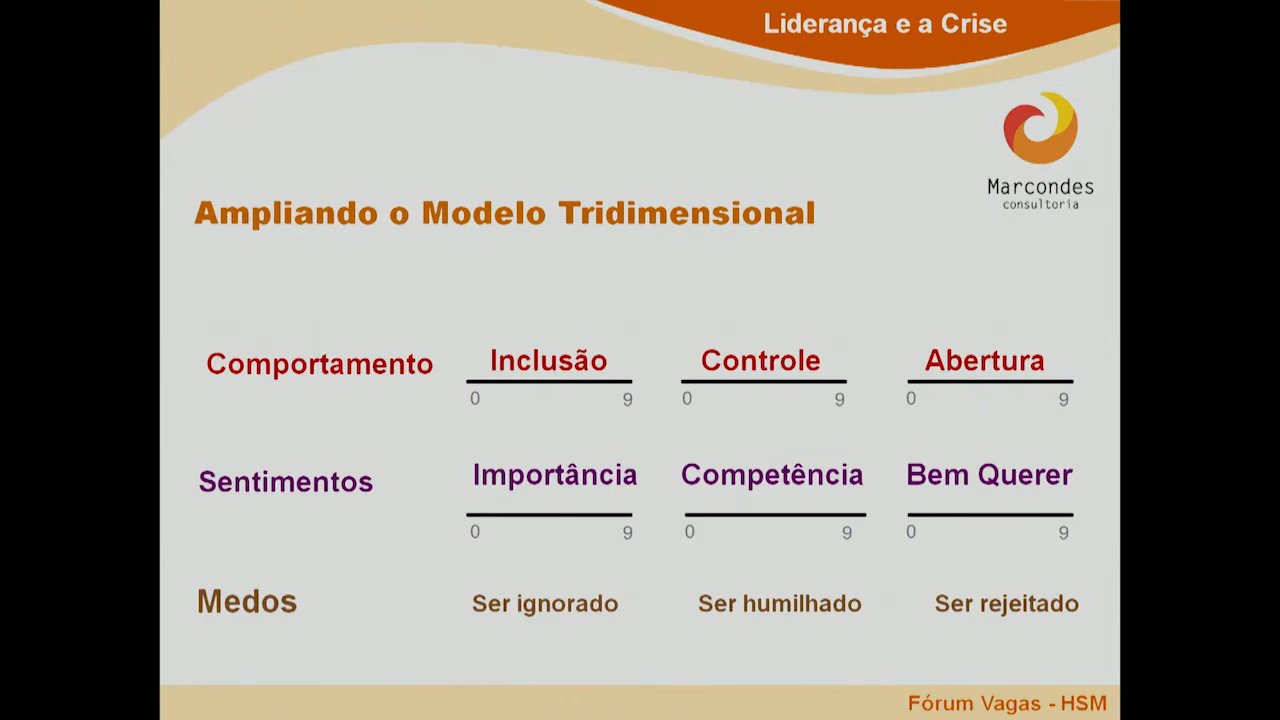 Liderança e a Crise
Marcondes
consultoria
Ampliando o Modelo Tridimensional
Comportamento Inclusão Controle Abertura
0 9 0 9 0 9
Sentimentos Importância Competência Bem Querer
0 9 0 9 0 9
Medos Ser ignorado Ser humilhado Ser rejeitado
Fórum Vagas - HSM